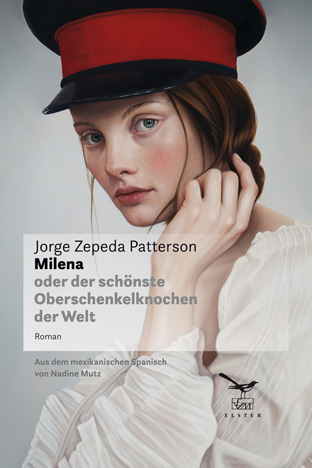 Jorge Zepeda Patterson
Milena
oder der schönste
Oberschenkelknochen
der Welt
Roman
Aus dem mexikanischen Spanisch
von Nadine Mutz
ELSTER